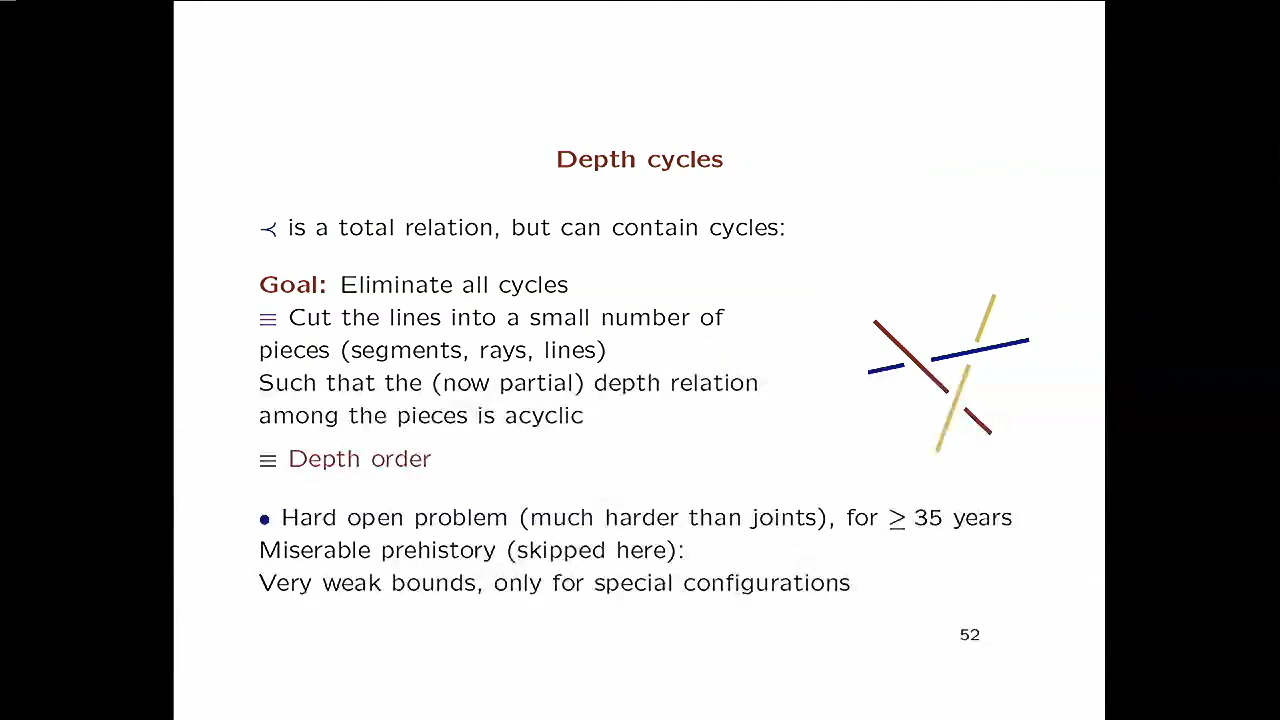 Depth cycles
≺ is a total relation, but can contain cycles:
Goal: Eliminate all cycles
≡ Cut the lines into a small number of
pieces (segments, rays, lines)
Such that the (now partial) depth relation
among the pieces is acyclic
≡ Depth order
• Hard open problem (much harder than joints), for ≥ 35 years
Miserable prehistory (skipped here):
Very weak bounds, only for special configurations
52